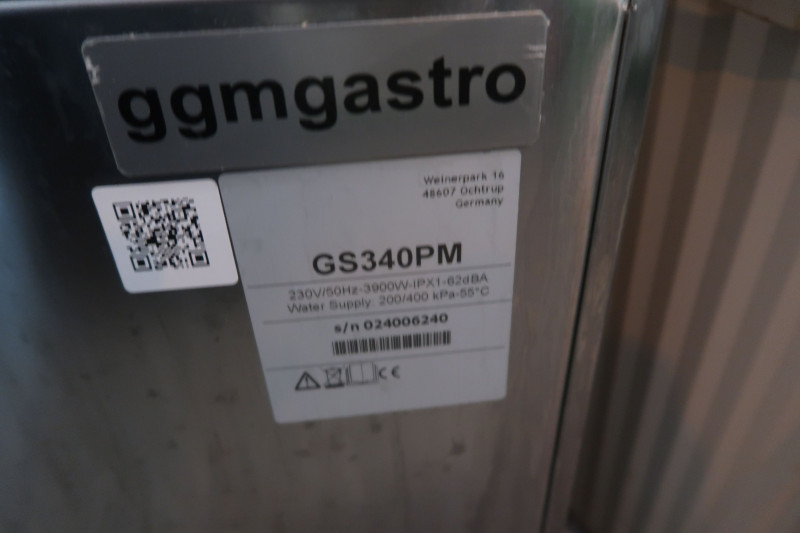 ggmgastro
Weinerpark 16
48607 Ochtrup
Germany
GS340PM
230V/50Hz-3900W-IPX1-62dBA
Water Supply: 200/400 kPa-55°C
s/n 024006240
CE